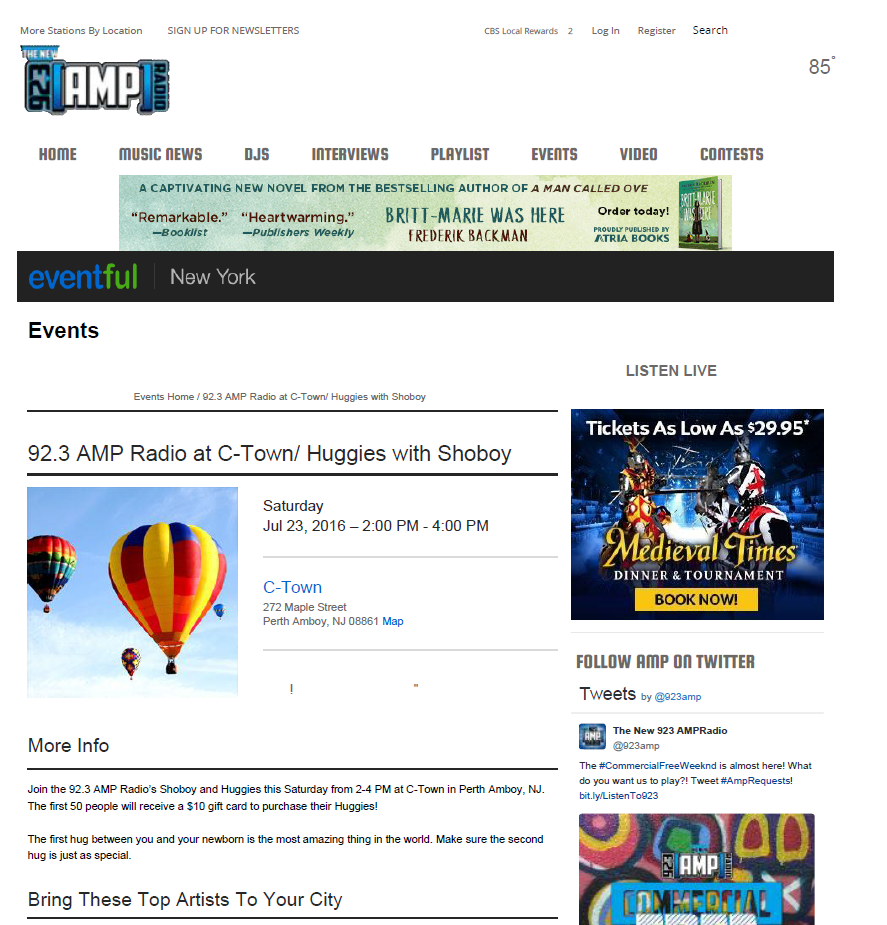 More Stations By Location SIGN UP FOR NEWSLETTERS CBS Local Rewards 2 Log In Register Search
THE NEW
92.3 AMP RADIO
85°
HOME MUSIC NEWS DJS INTERVIEWS PLAYLIST EVENTS VIDEO CONTESTS
A CAPTIVATING NEW NOVEL FROM THE BESTSELLING AUTHOR OF A MAN CALLED OVE
"Remarkable."
—Booklist
"Heartwarming."
—Publishers Weekly
BRITT-MARIE WAS HERE
FREDRIK BACKMAN
Order today!
PROUDLY PUBLISHED BY
ATRIA BOOKS
BRITT-MARIE
WAS HERE
eventful New York
Events
LISTEN LIVE
Events Home / 92.3 AMP Radio at C-Town/ Huggies with Shoboy
92.3 AMP Radio at C-Town/ Huggies with Shoboy
Saturday
Jul 23, 2016 – 2:00 PM - 4:00 PM
C-Town
272 Maple Street
Perth Amboy, NJ 08861 Map
! "
More Info
Join the 92.3 AMP Radio's Shoboy and Huggies this Saturday from 2-4 PM at C-Town in Perth Amboy, NJ.
The first 50 people will receive a $10 gift card to purchase their Huggies!
The first hug between you and your newborn is the most amazing thing in the world. Make sure the second
hug is just as special.
Bring These Top Artists To Your City
Tickets As Low As $29.95*
Medieval Times
DINNER & TOURNAMENT
BOOK NOW!
FOLLOW AMP ON TWITTER
Tweets by @923amp
The New 923 AMPRadio
@923amp
The #CommercialFreeWeeknd is almost here! What
do you want us to play?! Tweet #AmpRequests!
bit.ly/ListenTo923
92.3 AMP RADIO
COMMERCIAL